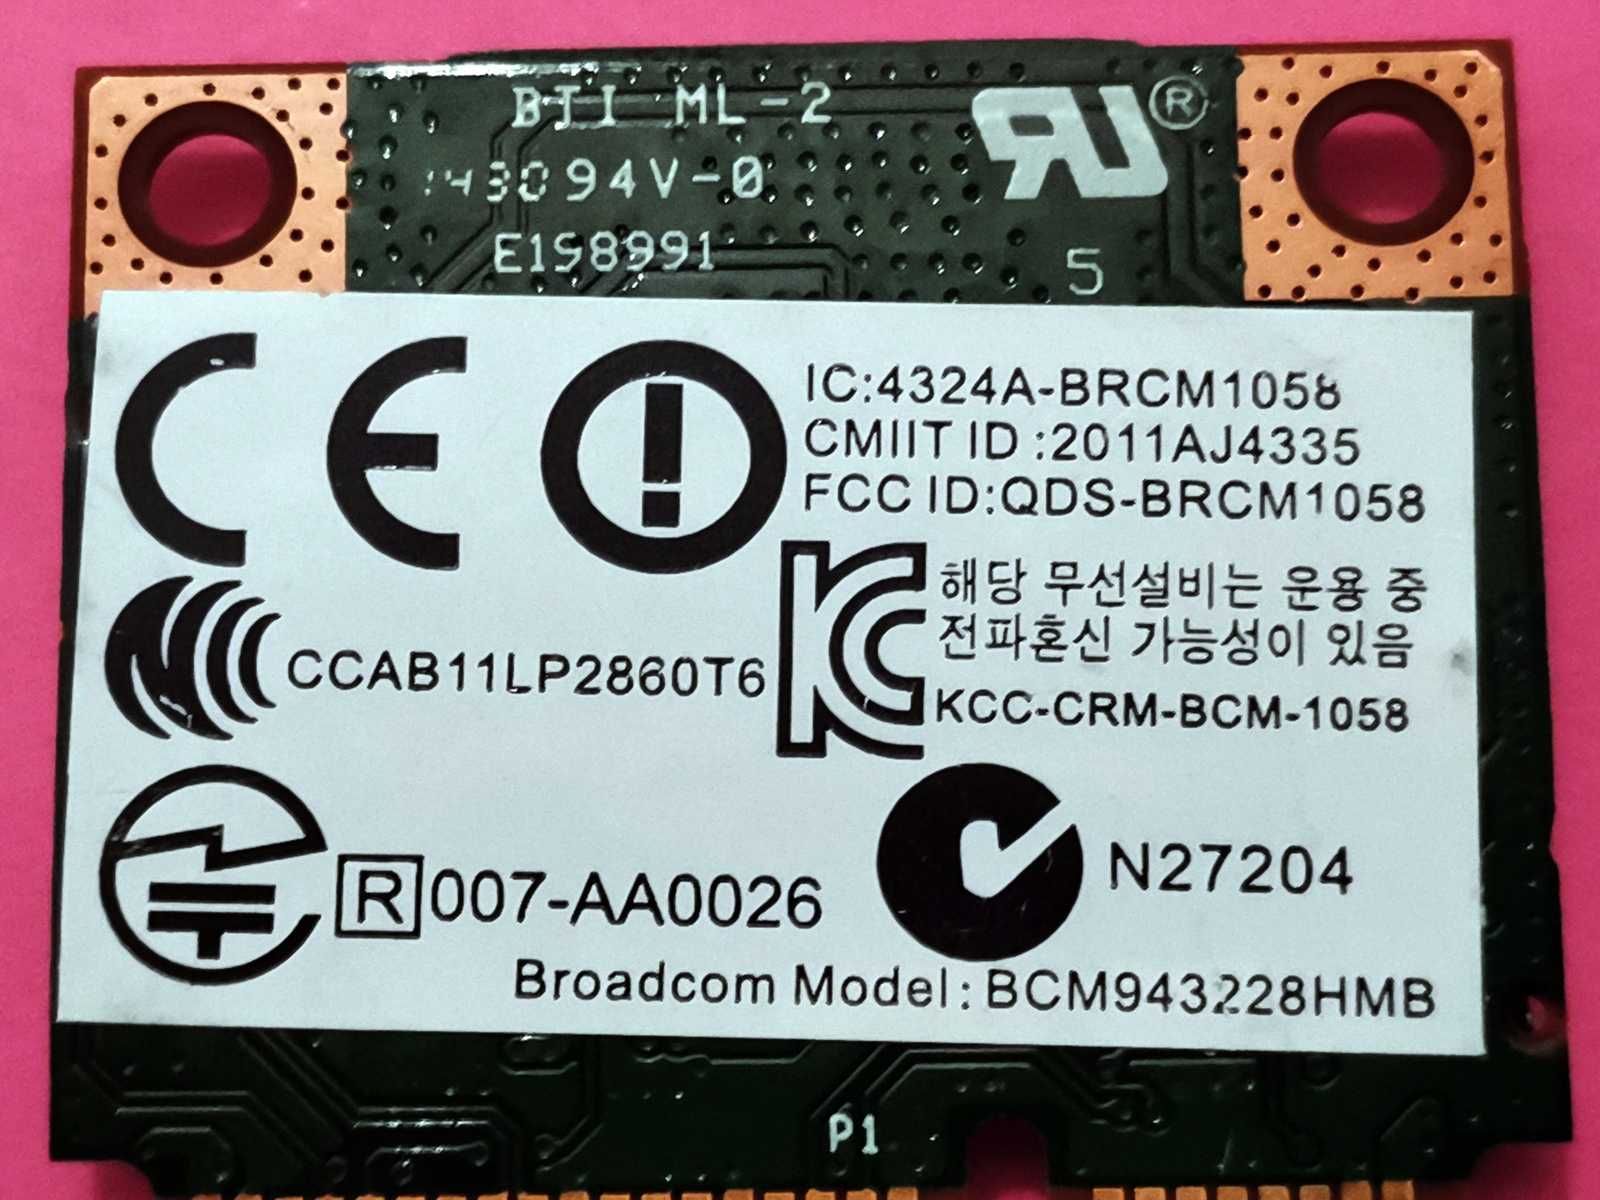 BTI ML-2
1430 94V-0
E198991
5
RU®
CE
IC:4324A-BRCM1058
CMIIT ID :2011AJ4335
FCC ID:QDS-BRCM1058
해당 무선설비는 운용 중
전파혼신 가능성이 있음
KCC-CRM-BCM-1058
CCAB11LP2860T6
R 007-AA0026
N27204
Broadcom Model: BCM943228HMB
P1